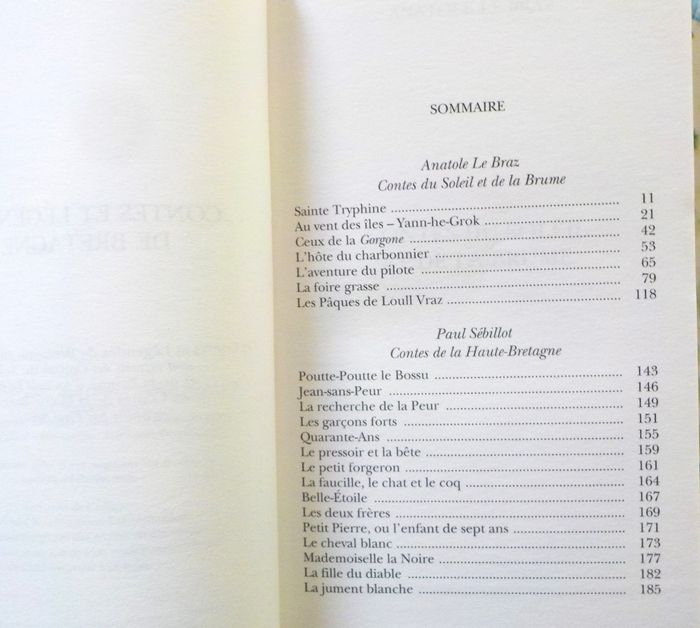 SOMMAIRE
Anatole Le Braz
Contes du Soleil et de la Brume
Sainte Tryphine 11
Au vent des îles – Yann-he-Grok 21
Ceux de la Gorgone 42
L'hôte du charbonnier 53
L'aventure du pilote 65
La foire grasse 79
Les Pâques de Loull Vraz 118
Paul Sébillot
Contes de la Haute-Bretagne
Poutte-Poutte le Bossu 143
Jean-sans-Peur 146
La recherche de la Peur 149
Les garçons forts 151
Quarante-Ans 155
Le pressoir et la bête 159
Le petit forgeron 161
La faucille, le chat et le coq 164
Belle-Étoile 167
Les deux frères 169
Petit Pierre, ou l'enfant de sept ans 171
Le cheval blanc 173
Mademoiselle la Noire 177
La fille du diable 182
La jument blanche 185